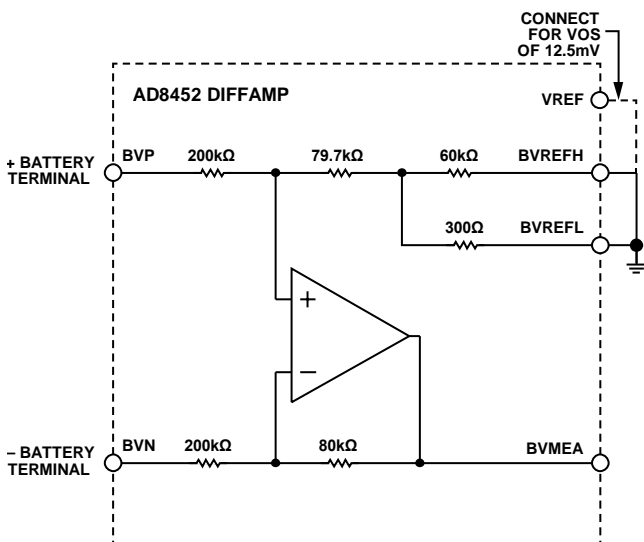 CONNECT
FOR VOS
OF 12.5mV
AD8452 DIFFAMP
VREF
+ BATTERY
TERMINAL
BVP
200kΩ
79.7kΩ
60kΩ
BVREFH
300Ω
BVREFL
+
−
– BATTERY
TERMINAL
BVN
200kΩ
80kΩ
BVMEA